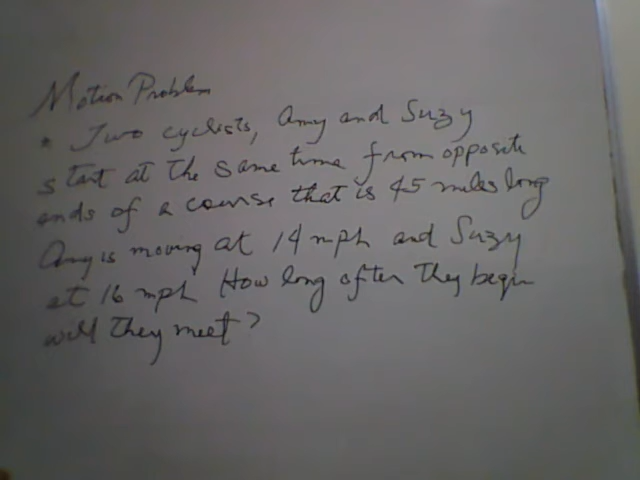 Motion Problem
* Two cyclists, Amy and Suzy
start at the same time from opposite
ends of a course that is 45 miles long
Amy is moving at 14 mph and Suzy
at 16 mph How long after they begin
will they meet?